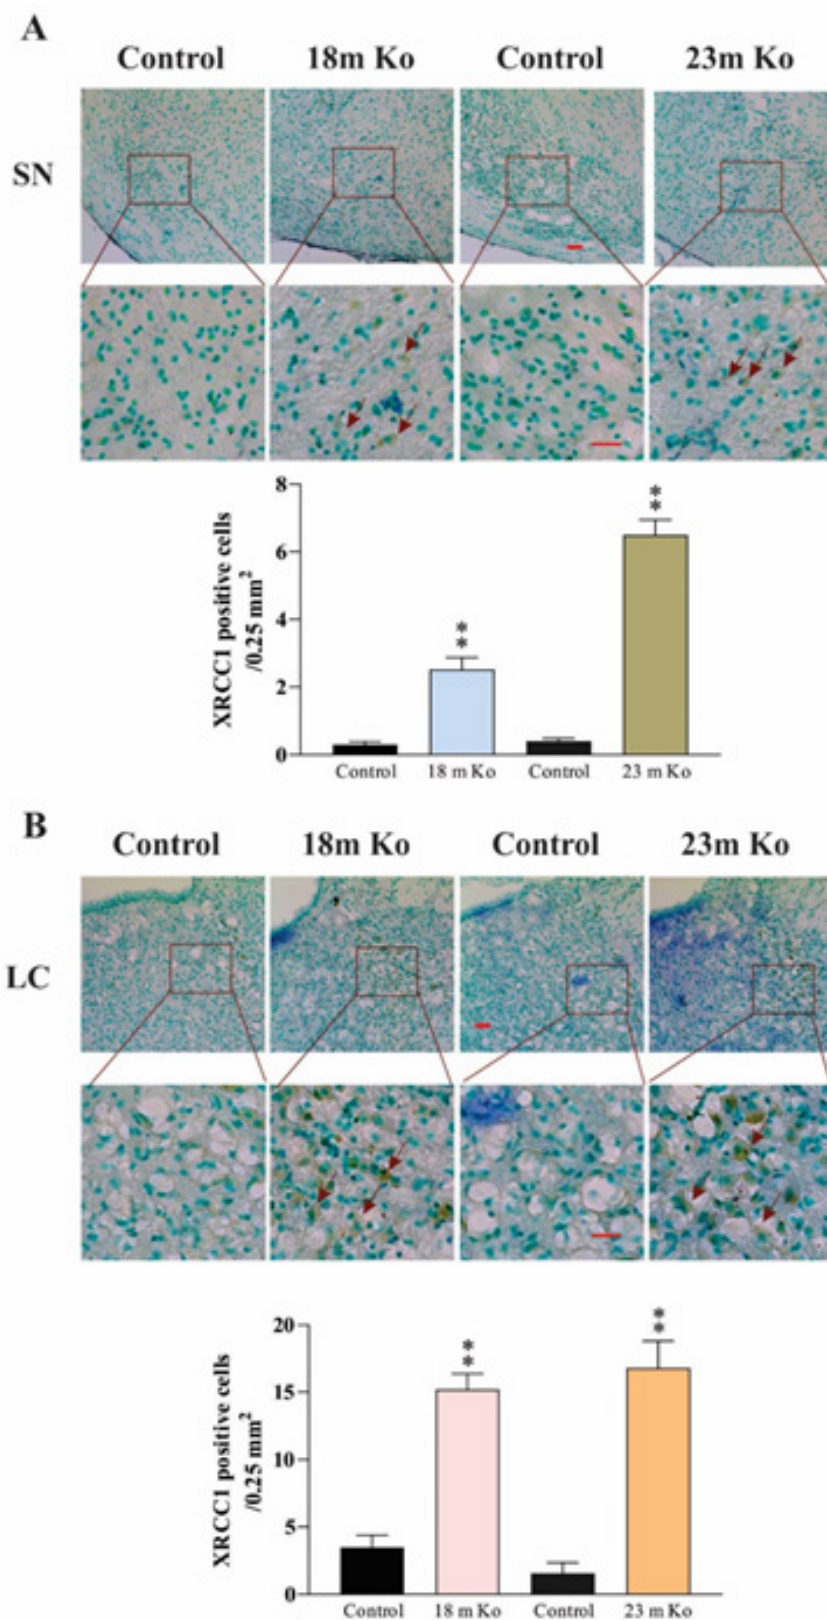 A
Control 18m Ko Control 23m Ko
SN
XRCC1 positive cells
/0.25 mm²
8
6
4
2
0
** **
Control 18 m Ko Control 23 m Ko
B
Control 18m Ko Control 23m Ko
LC
XRCC1 positive cells
/0.25 mm²
20
15
10
5
0
** **
Control 18 m Ko Control 23 m Ko